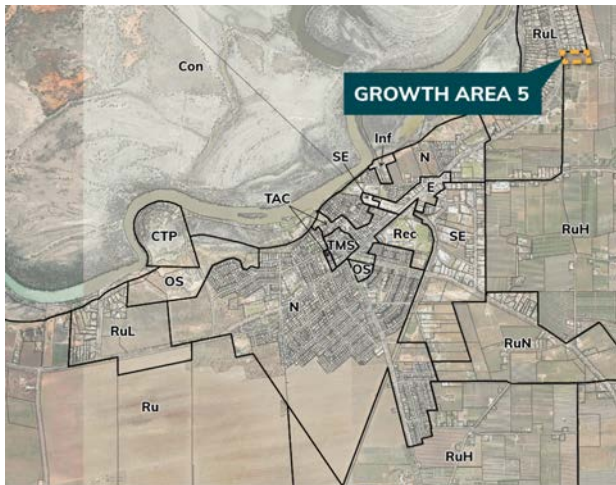 RuL
Con
GROWTH AREA 5
Inf
SE
N
TAC
E
RuH
CTP
Rec
SE
TMS
OS
OS
N
RuL
RuN
Ru
RuH